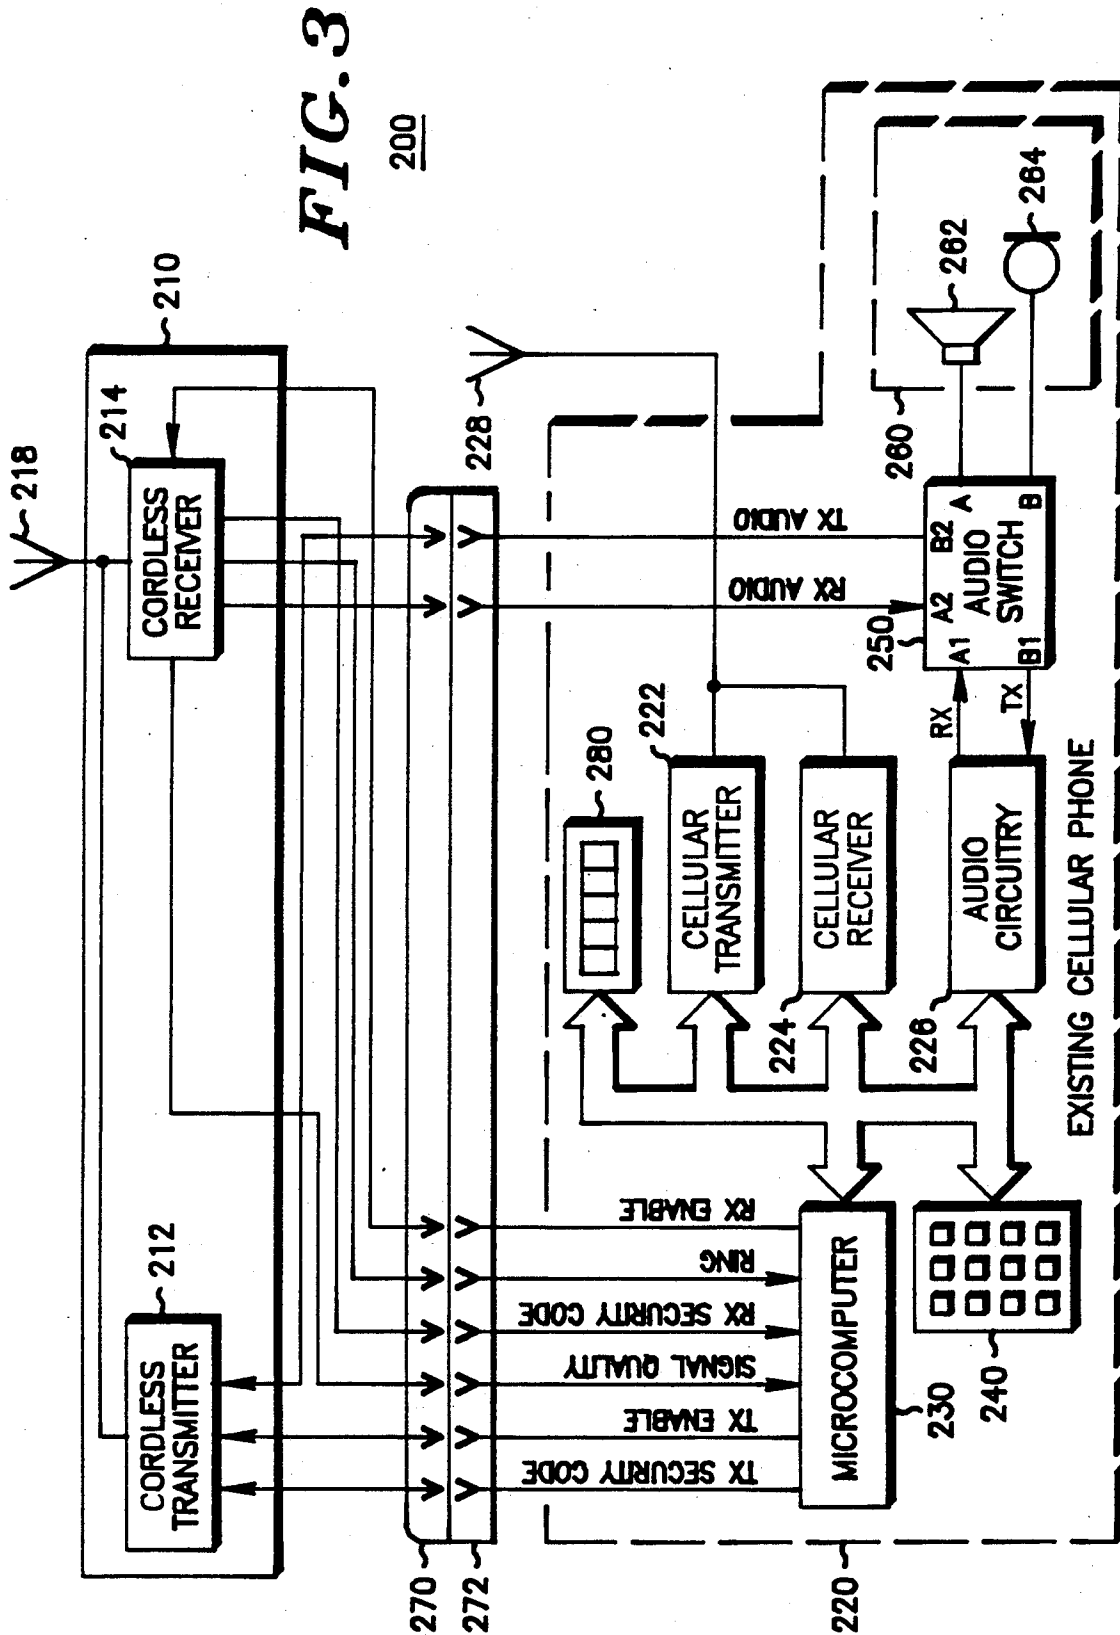 FIG. 3
200
218
210
214
CORDLESS
RECEIVER
212
CORDLESS
TRANSMITTER
228
270
272
TX SECURITY CODE
TX ENABLE
SIGNAL QUALITY
RX SECURITY CODE
RING
RX ENABLE
RX AUDIO
TX AUDIO
280
222
CELLULAR
TRANSMITTER
224
CELLULAR
RECEIVER
226
AUDIO
CIRCUITRY
RX
TX
250
A1
A2
B2
A
AUDIO
SWITCH
B1
B
260
262
264
MICROCOMPUTER
230
240
220
EXISTING CELLULAR PHONE